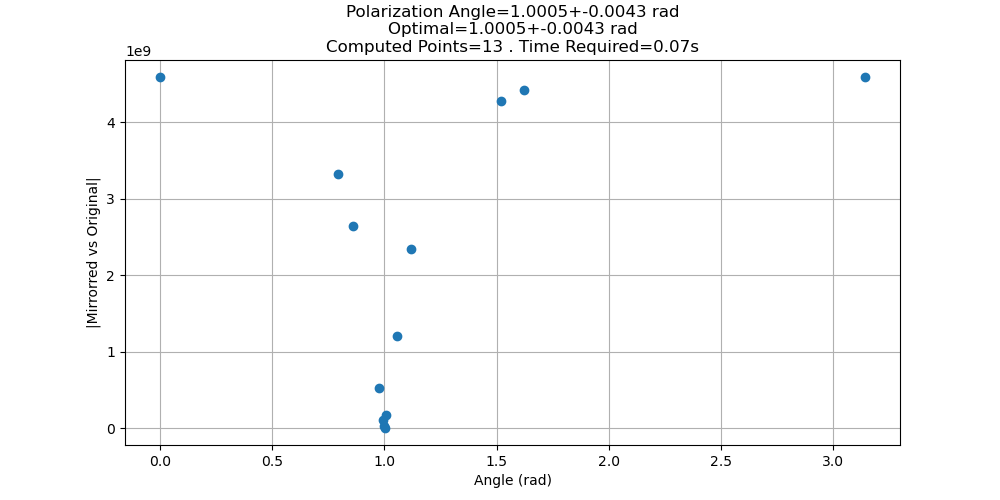 Polarization Angle=1.0005+-0.0043 rad
Optimal=1.0005+-0.0043 rad
Computed Points=13 . Time Required=0.07s
1e9
4
3
2
1
0
|Mirrorred vs Original|
0.0 0.5 1.0 1.5 2.0 2.5 3.0
Angle (rad)